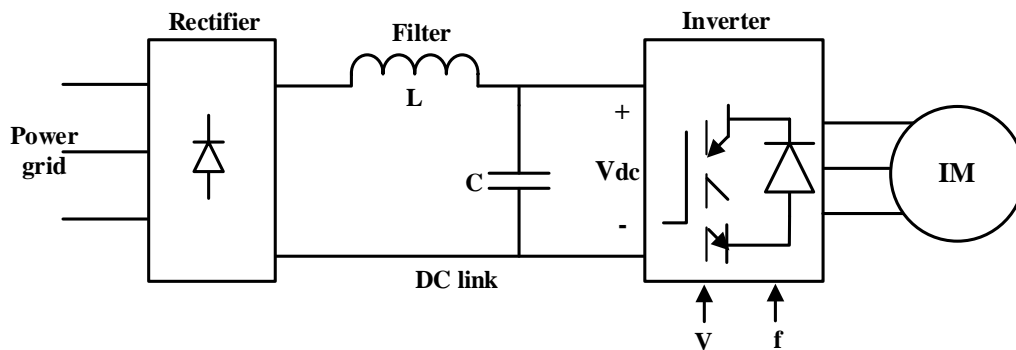 Rectifier
Filter
Inverter
L
Power
grid
+
Vdc
-
C
IM
DC link
V
f